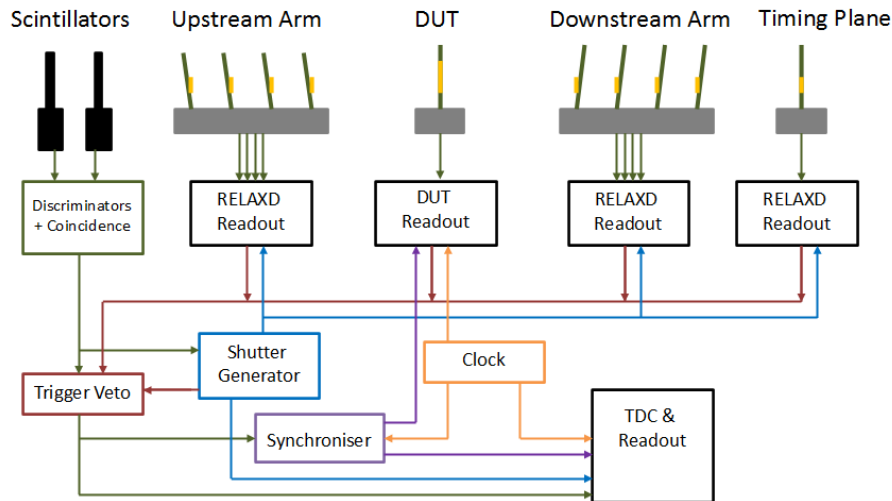 Scintillators
Upstream Arm
DUT
Downstream Arm
Timing Plane
Discriminators
+ Coincidence
RELAXD
Readout
DUT
Readout
RELAXD
Readout
RELAXD
Readout
Shutter
Generator
Clock
Trigger Veto
Synchroniser
TDC &
Readout